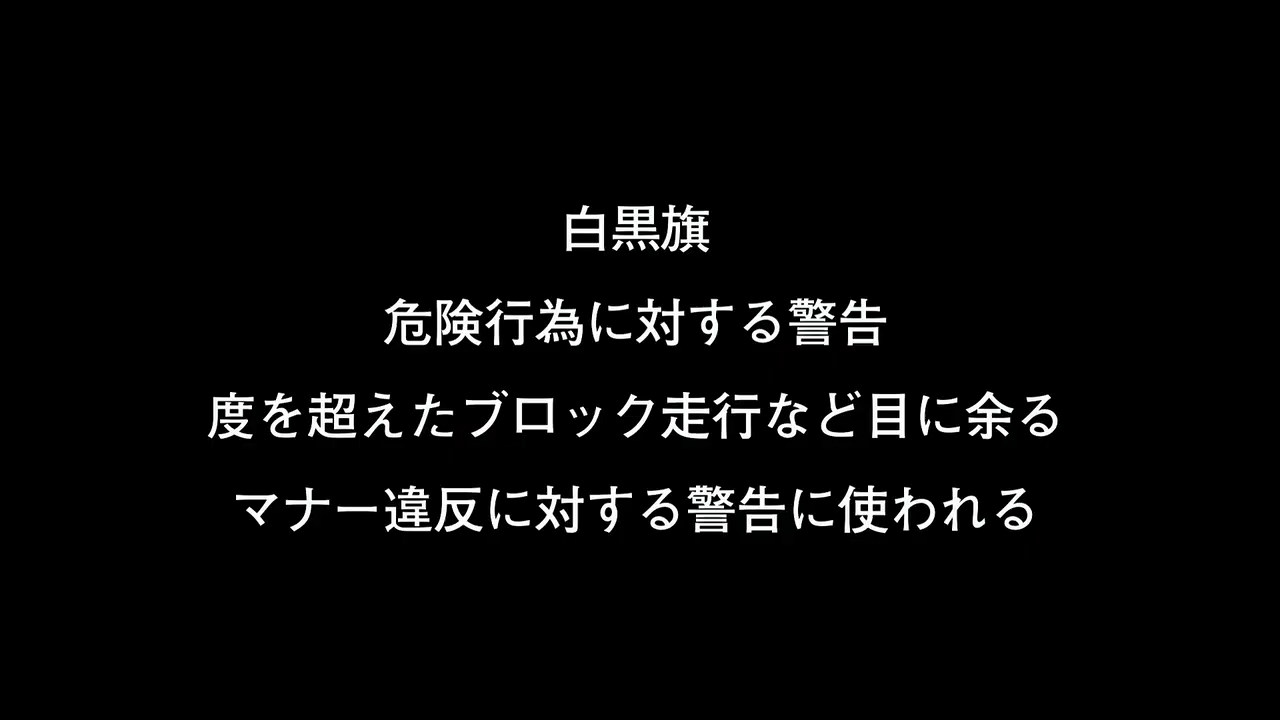 白黒旗
危険行為に対する警告
度を超えたブロック走行など目に余る
マナー違反に対する警告に使われる